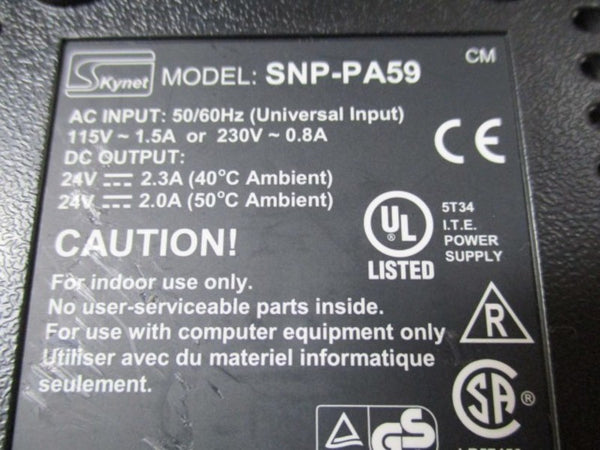 SKynet MODEL: SNP-PA59 CM
AC INPUT: 50/60Hz (Universal Input)
115V ~ 1.5A or 230V ~ 0.8A
DC OUTPUT:
24V ⎓ 2.3A (40°C Ambient)
24V ⎓ 2.0A (50°C Ambient)
CE
UL
®
LISTED
5T34
I.T.E.
POWER
SUPPLY
CAUTION!
For indoor use only.
No user-serviceable parts inside.
For use with computer equipment only
Utiliser avec du materiel informatique
seulement.
R
SA ®
GS